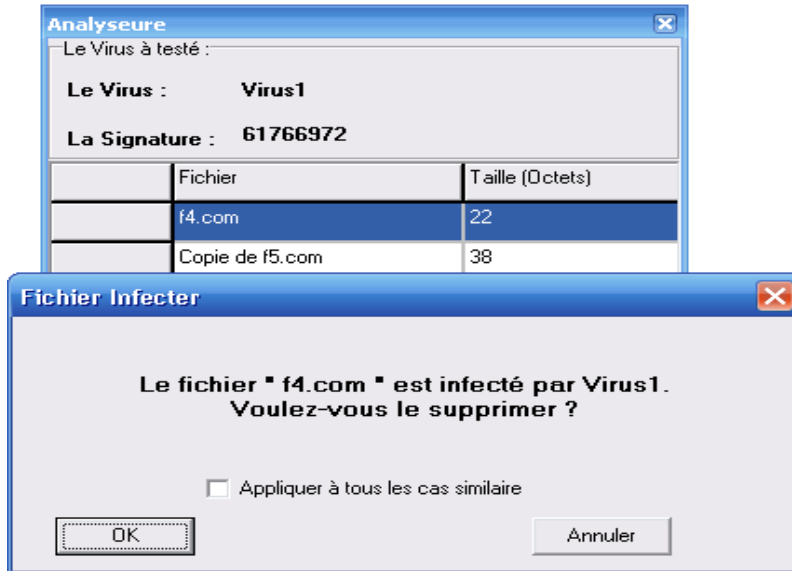 Analyseure
Le Virus à testé :
Le Virus : Virus1
La Signature : 61766972
Fichier Taille (Octets)
f4.com 22
Copie de f5.com 38
Fichier Infecter
Le fichier " f4.com " est infecté par Virus1.
Voulez-vous le supprimer ?
Appliquer à tous les cas similaire
OK Annuler